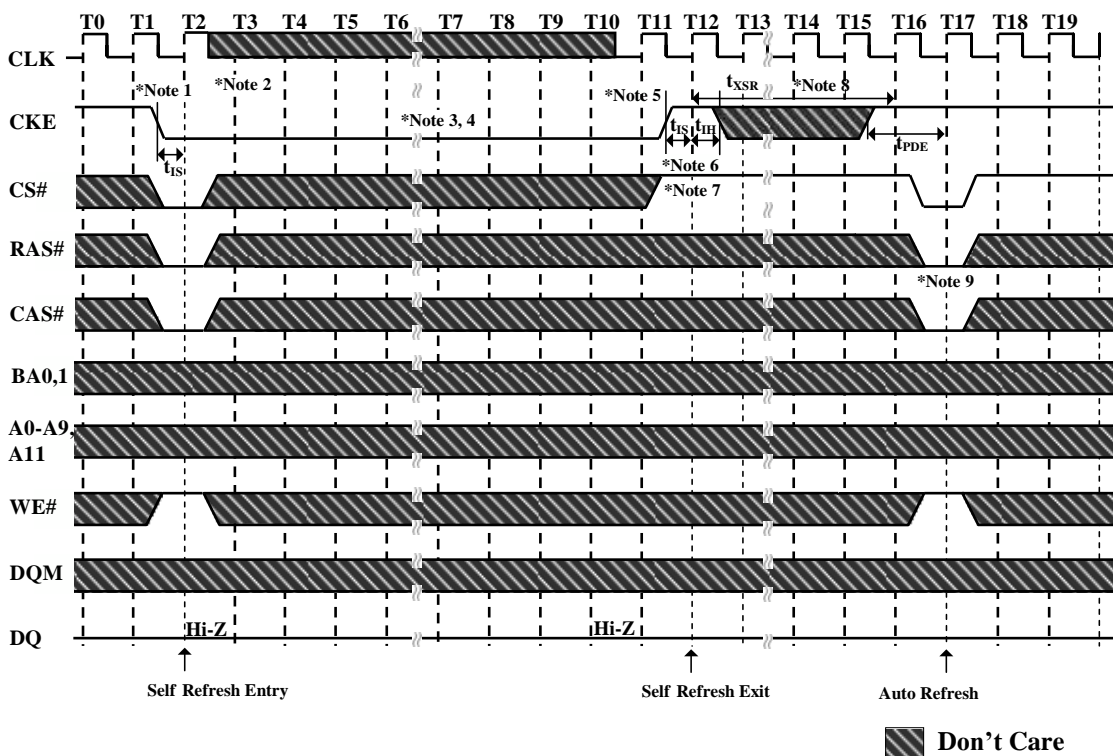 T0 T1 T2 T3 T4 T5 T6 T7 T8 T9 T10 T11 T12 T13 T14 T15 T16 T17 T18 T19
CLK
*Note 1 *Note 2 *Note 5 tXSR *Note 8
CKE
*Note 3, 4
tIS tIS tIH tPDE
*Note 6
CS#
*Note 7
RAS#
*Note 9
CAS#
BA0,1
A0-A9,
A11
WE#
DQM
Hi-Z Hi-Z
DQ
Self Refresh Entry Self Refresh Exit Auto Refresh
Don't Care